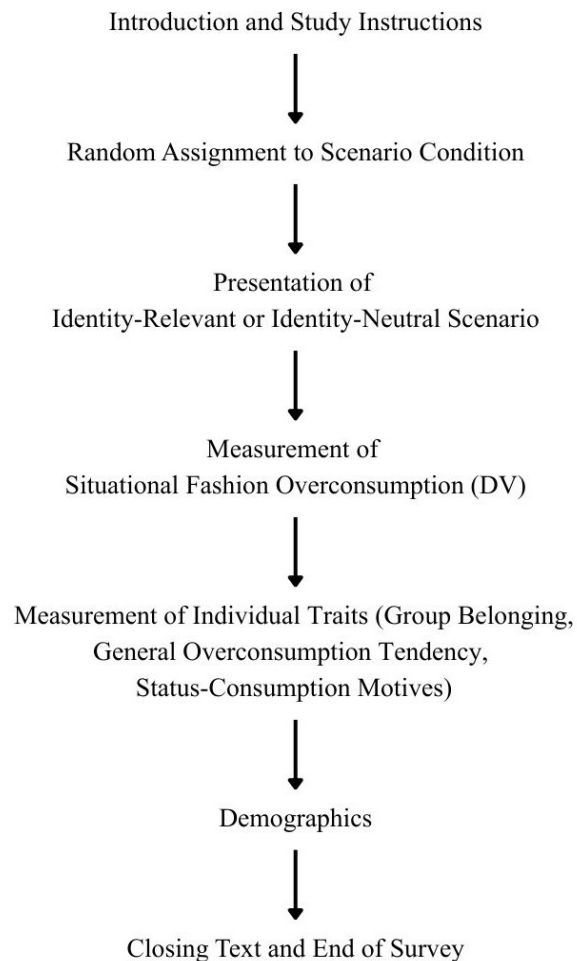 Introduction and Study Instructions
Random Assignment to Scenario Condition
Presentation of
Identity-Relevant or Identity-Neutral Scenario
Measurement of
Situational Fashion Overconsumption (DV)
Measurement of Individual Traits (Group Belonging,
General Overconsumption Tendency,
Status-Consumption Motives)
Demographics
Closing Text and End of Survey